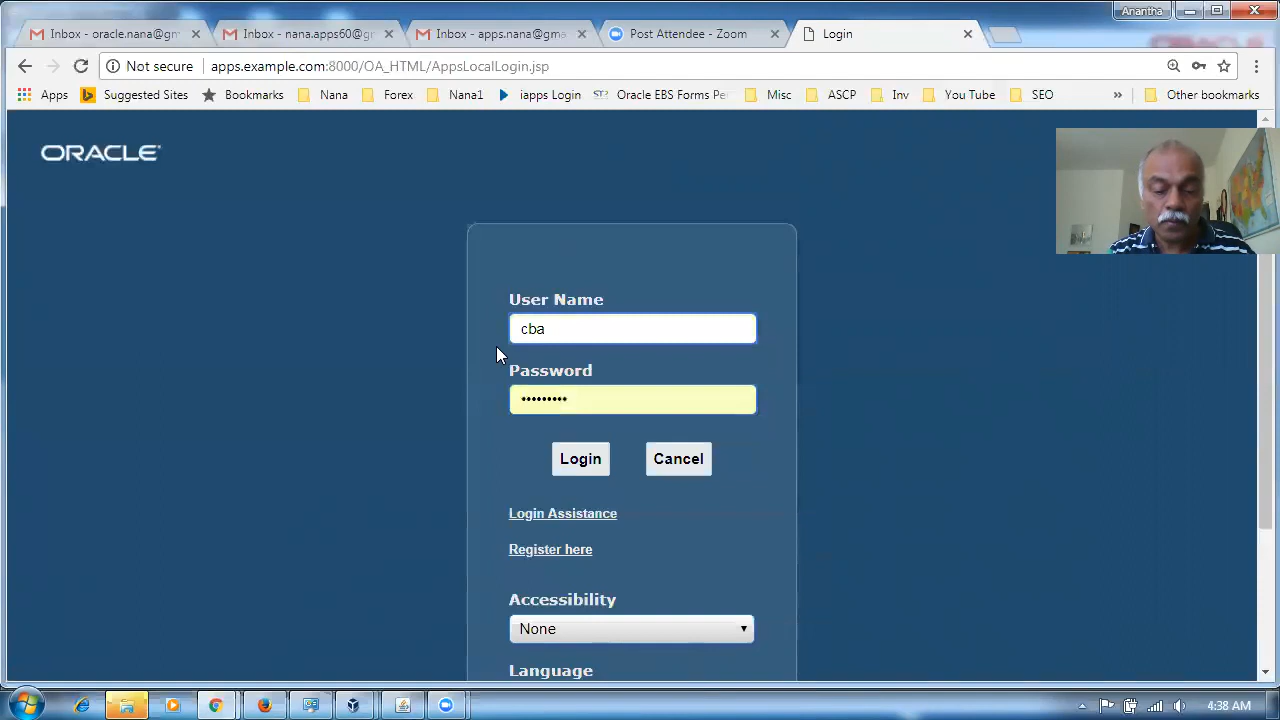 Anantha
Inbox - oracle.nana@gm
Inbox - nana.apps60@g
Inbox - apps.nana@gm
Post Attendee - Zoom
Login
Not secure
apps.example.com:8000/OA_HTML/AppsLocalLogin.jsp
Apps
Suggested Sites
Bookmarks
Nana
Forex
Nana1
iapps Login
Oracle EBS Forms Pe
Misc
ASCP
Inv
You Tube
SEO
»
Other bookmarks
ORACLE
User Name
cba
Password
•••••••••
Login
Cancel
Login Assistance
Register here
Accessibility
None
Language
4:38 AM